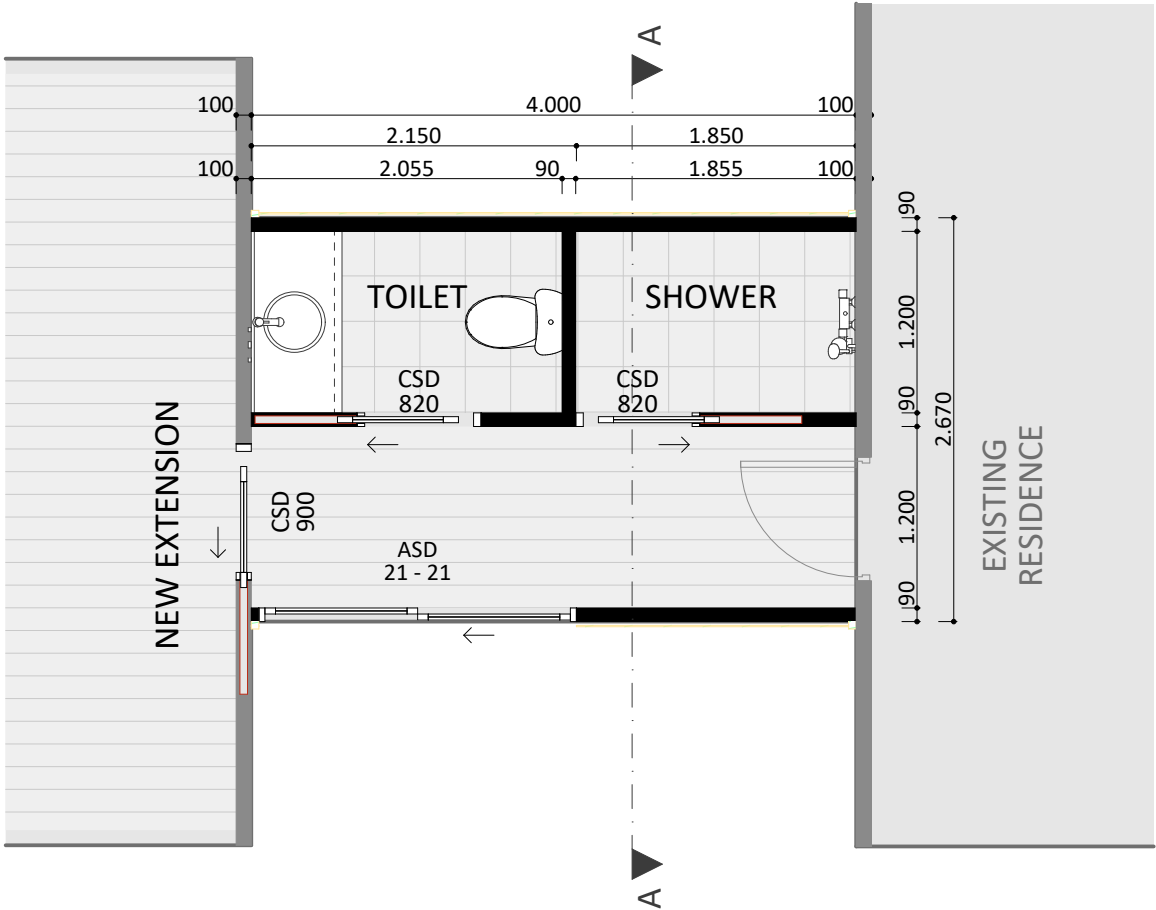 A
100
4.000
100
2.150
1.850
100
2.055
90
1.855
100
90
1.200
90
2.670
1.200
90
TOILET
SHOWER
CSD
820
CSD
820
NEW EXTENSION
CSD
900
ASD
21 - 21
EXISTING
RESIDENCE
A